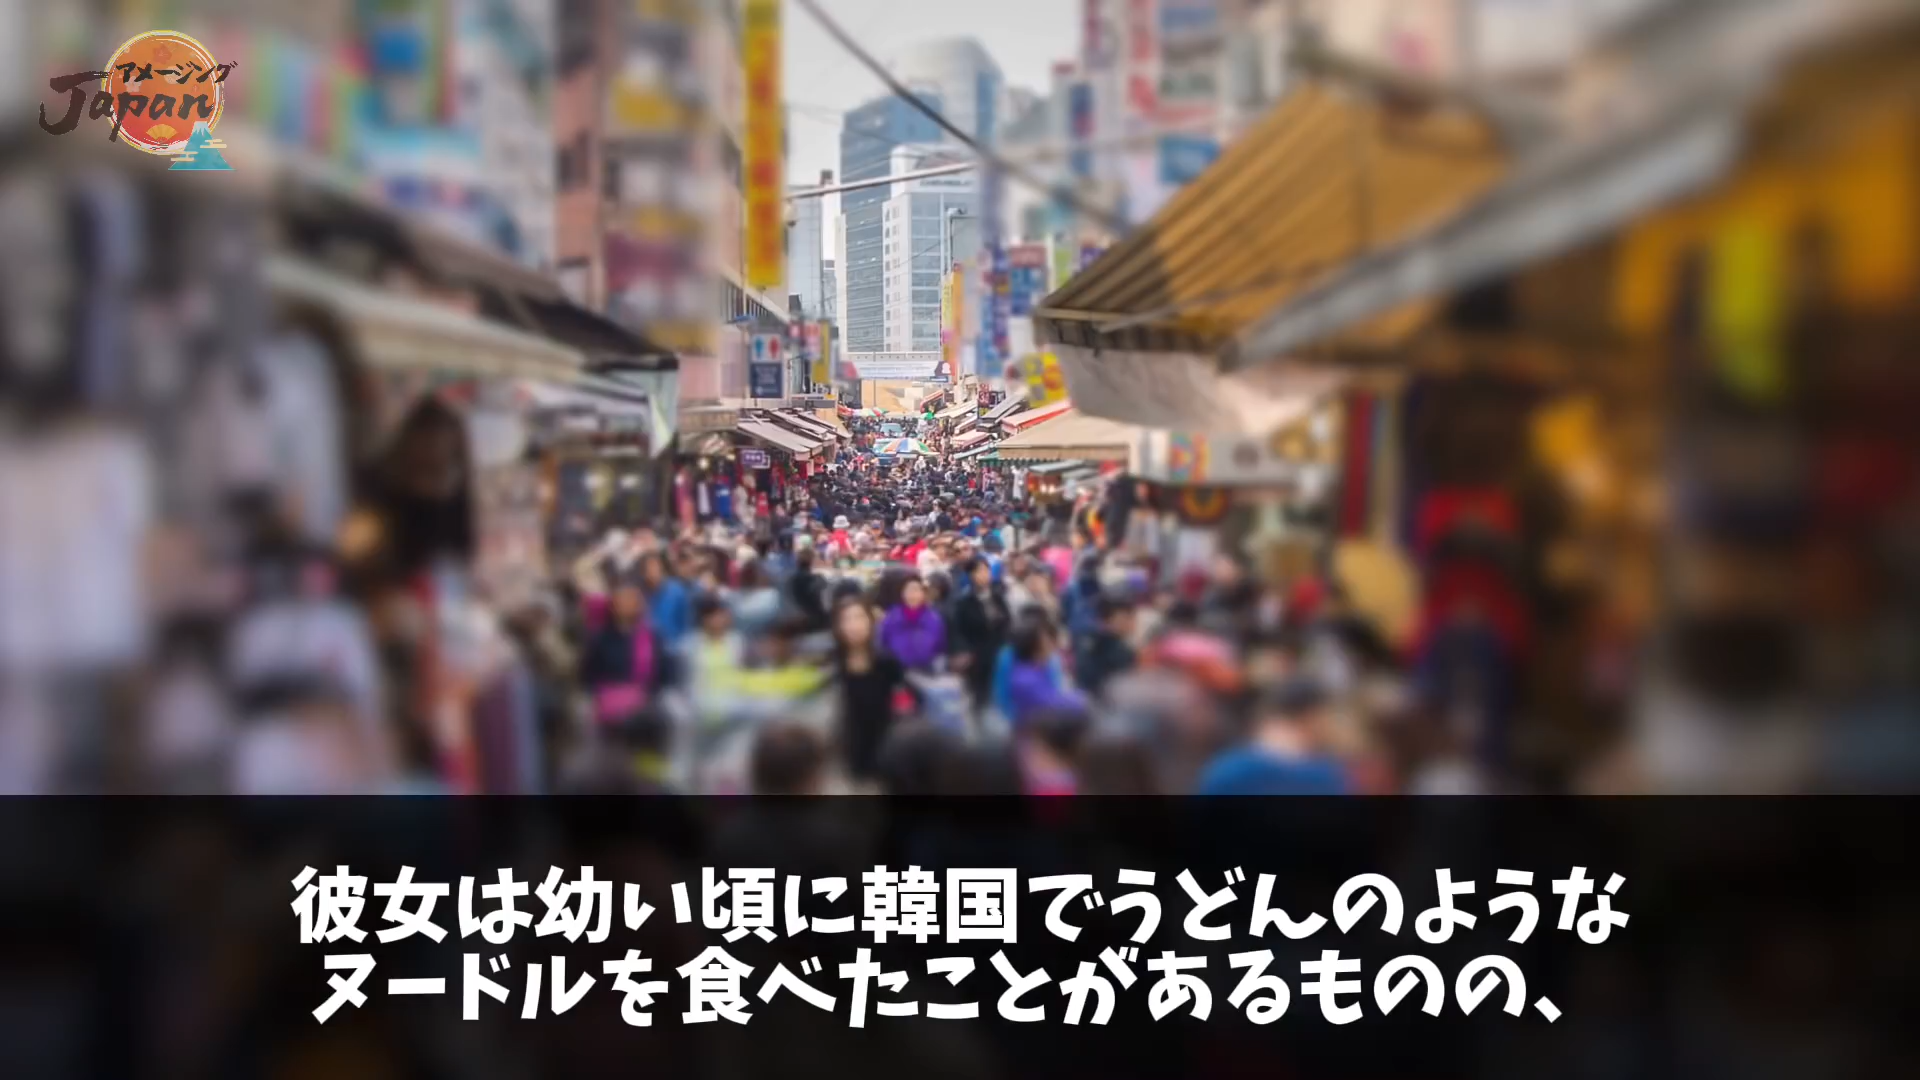 アメージング
Japan
彼女は幼い頃に韓国でうどんのような
ヌードルを食べたことがあるものの、